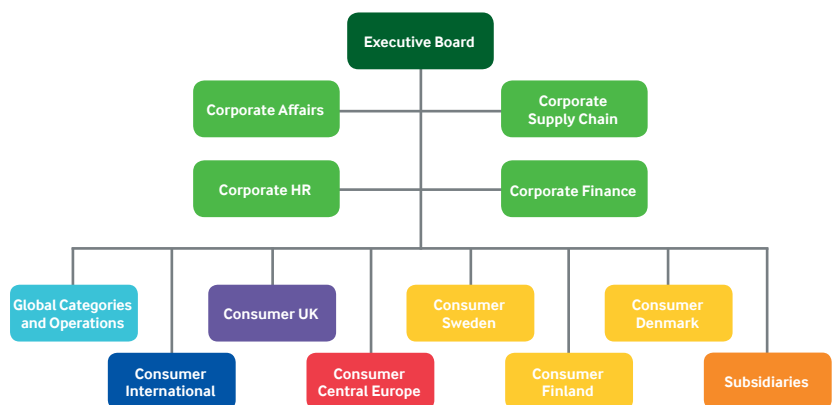 Executive Board
Corporate Affairs
Corporate
Supply Chain
Corporate HR
Corporate Finance
Global Categories
and Operations
Consumer UK
Consumer
Sweden
Consumer
Denmark
Consumer
International
Consumer
Central Europe
Consumer
Finland
Subsidiaries